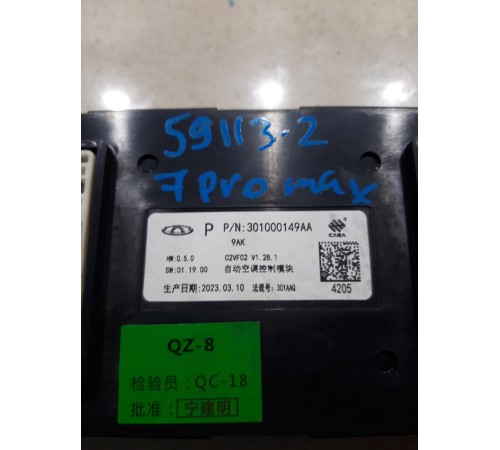 59113-2
7 pro max
P P/N:301000149AA
9AK
HW:0.5.0 C2VF02 V1.28.1
SW:01.19.00 自动空调控制模块
生产日期:2023.03.10 法规号:301AAQ
4205
QZ-8
检验员:QC-18
批准:宁建明